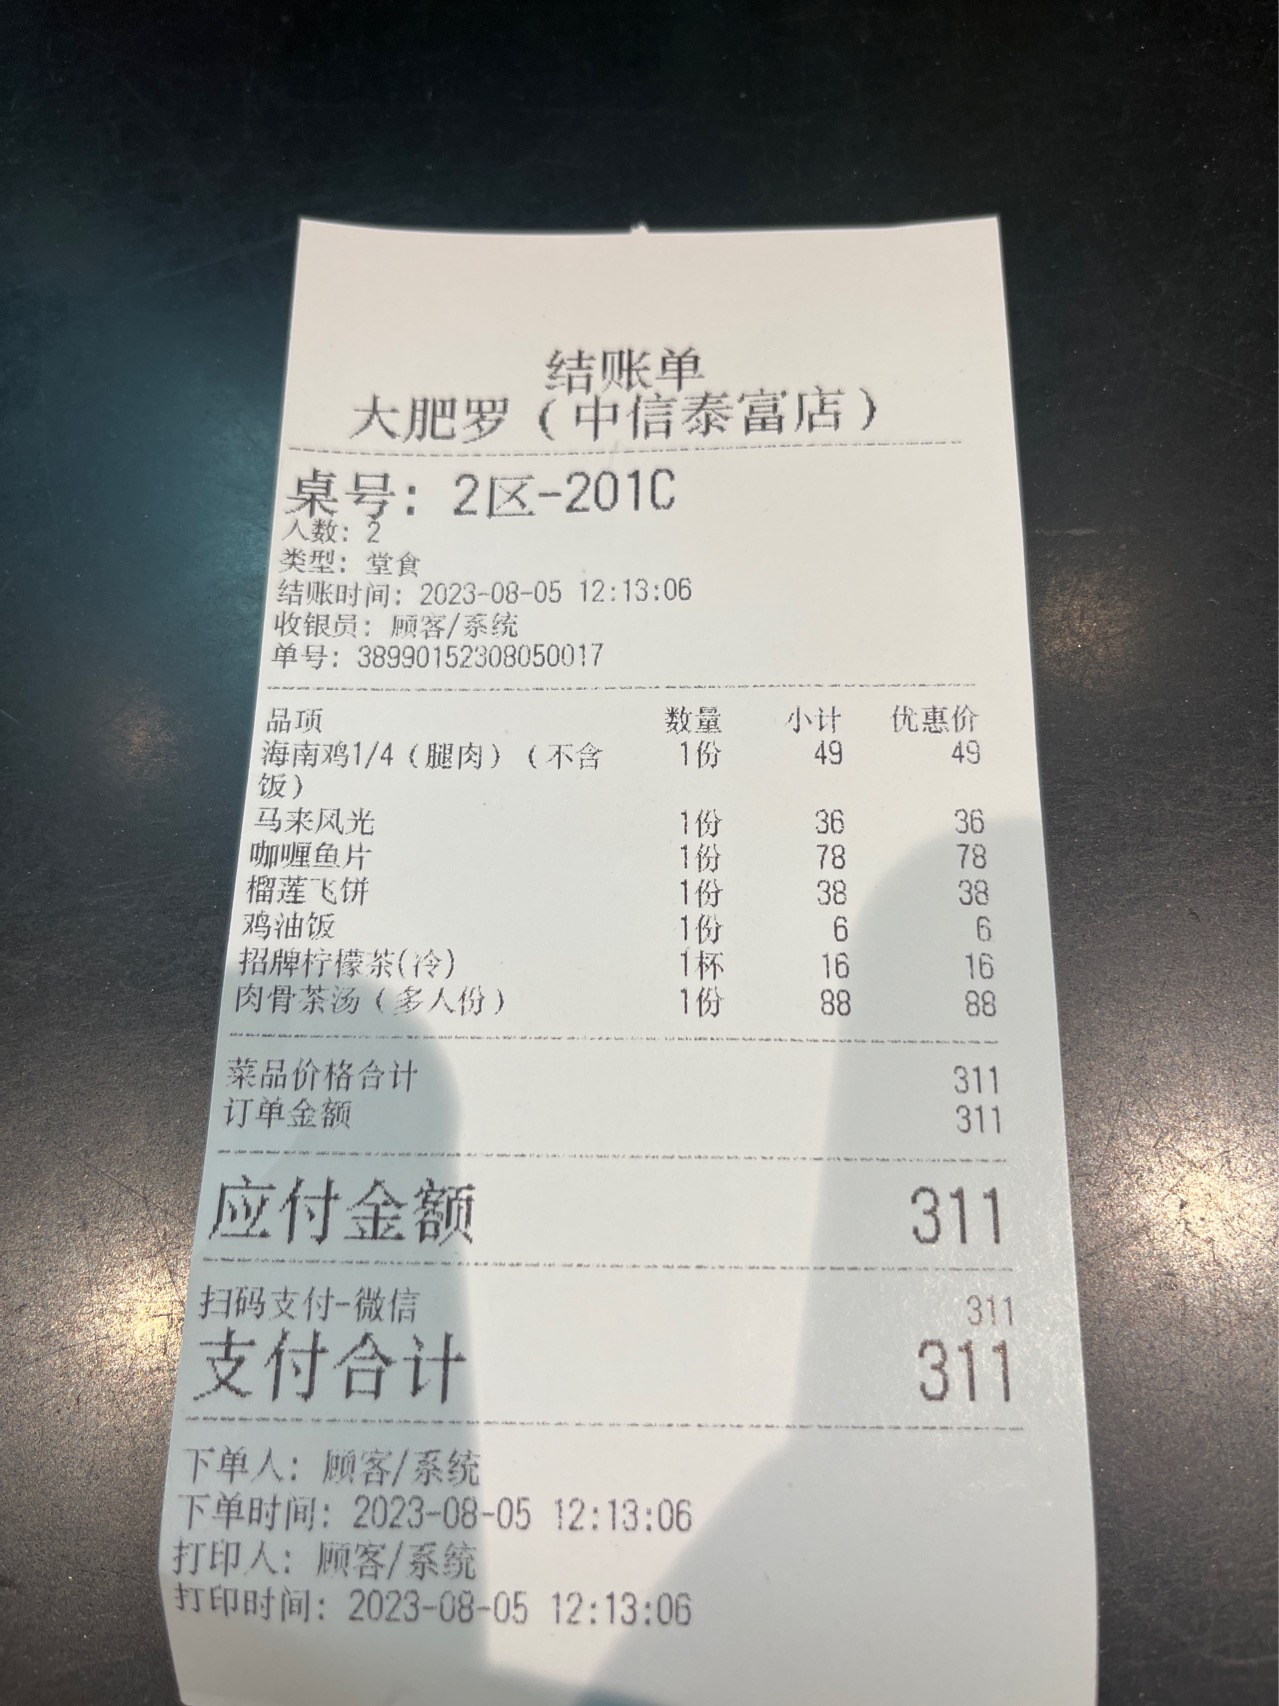 结账单
大肥罗（中信泰富店）
桌号：2区-201C
人数：2
类型：堂食
结账时间：2023-08-05 12:13:06
收银员：顾客/系统
单号：38990152308050017
品项 数量 小计 优惠价
海南鸡1/4（腿肉）（不含 1份 49 49
饭）
马来风光 1份 36 36
咖喱鱼片 1份 78 78
榴莲飞饼 1份 38 38
鸡油饭 1份 6 6
招牌柠檬茶(冷) 1杯 16 16
肉骨茶汤（多人份） 1份 88 88
菜品价格合计 311
订单金额 311
应付金额 311
扫码支付-微信 311
支付合计 311
下单人：顾客/系统
下单时间：2023-08-05 12:13:06
打印人：顾客/系统
打印时间：2023-08-05 12:13:06